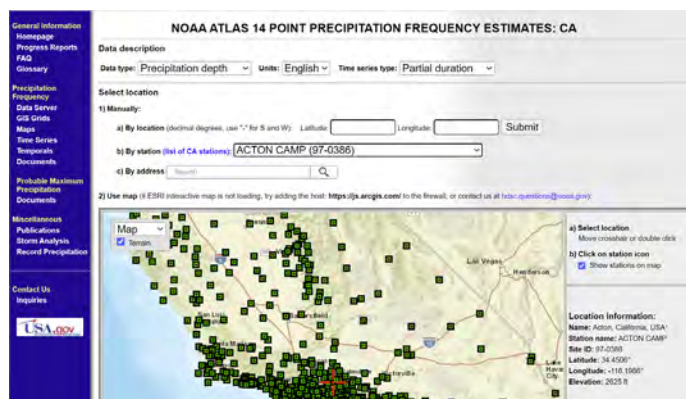 General Information
Homepage
Progress Reports
FAQ
Glossary
Precipitation
Frequency
Data Server
GIS Grids
Maps
Time Series
Temporals
Documents
Probable Maximum
Precipitation
Documents
Miscellaneous
Publications
Storm Analysis
Record Precipitation
Contact Us
Inquiries
USA.gov
NOAA ATLAS 14 POINT PRECIPITATION FREQUENCY ESTIMATES: CA
Data description
Data type: Precipitation depth Units: English Time series type: Partial duration
Select location
1) Manually:
a) By location (decimal degrees, use "-" for S and W): Latitude: Longitude: Submit
b) By station (list of CA stations): ACTON CAMP (97-0386)
c) By address Search
2) Use map (if ESRI interactive map is not loading, try adding the host: https://js.arcgis.com/ to the firewall, or contact us at hdsc.questions@noaa.gov):
Map
Terrain
Las Vegas
Henderson
San Luis
Bakersfield
Santa Maria
Lake
Havasu
City
a) Select location
Move crosshair or double click
b) Click on station icon
Show stations on map
Location information:
Name: Acton, California, USA*
Station name: ACTON CAMP
Site ID: 97-0386
Latitude: 34.4506°
Longitude: -118.1986°
Elevation: 2625 ft